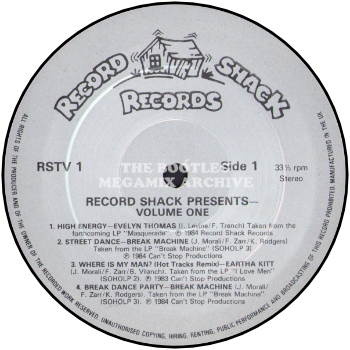 RECORD SHACK
RECORDS
RSTV 1
Side 1
33⅓ rpm
Stereo
THE BOOTLEG
MEGAMIX ARCHIVE
RECORD SHACK PRESENTS—
VOLUME ONE
1. HIGH ENERGY—EVELYN THOMAS (I. Levine/F. Trench) Taken from the
forthcoming LP "Masquerade" ℗ 1984 Record Shack Records.
2. STREET DANCE—BREAK MACHINE (J. Morali/F. Zarr/K. Rodgers)
Taken from the LP "Break Machine" (SOHOLP 3)
℗ 1984 Can't Stop Productions
3. WHERE IS MY MAN? (Hot Tracks Remix)—EARTHA KITT
(J. Morali/F. Zarr/B. Vilanch). Taken from the LP "I Love Men"
(SOHOLP 2) ℗ 1983 Can't Stop Productions
4. BREAK DANCE PARTY—BREAK MACHINE (J. Morali/
F. Zarr/K. Rodgers). Taken from the LP "Break Machine"
(SOHOLP 3). ℗ 1984 Can't Stop Productions
ALL RIGHTS OF THE PRODUCER AND OF THE OWNER OF THE RECORDED WORK RESERVED. UNAUTHORISED COPYING, HIRING, RENTING, PUBLIC PERFORMANCE AND BROADCASTING OF THIS RECORD PROHIBITED. MANUFACTURED IN THE UK.